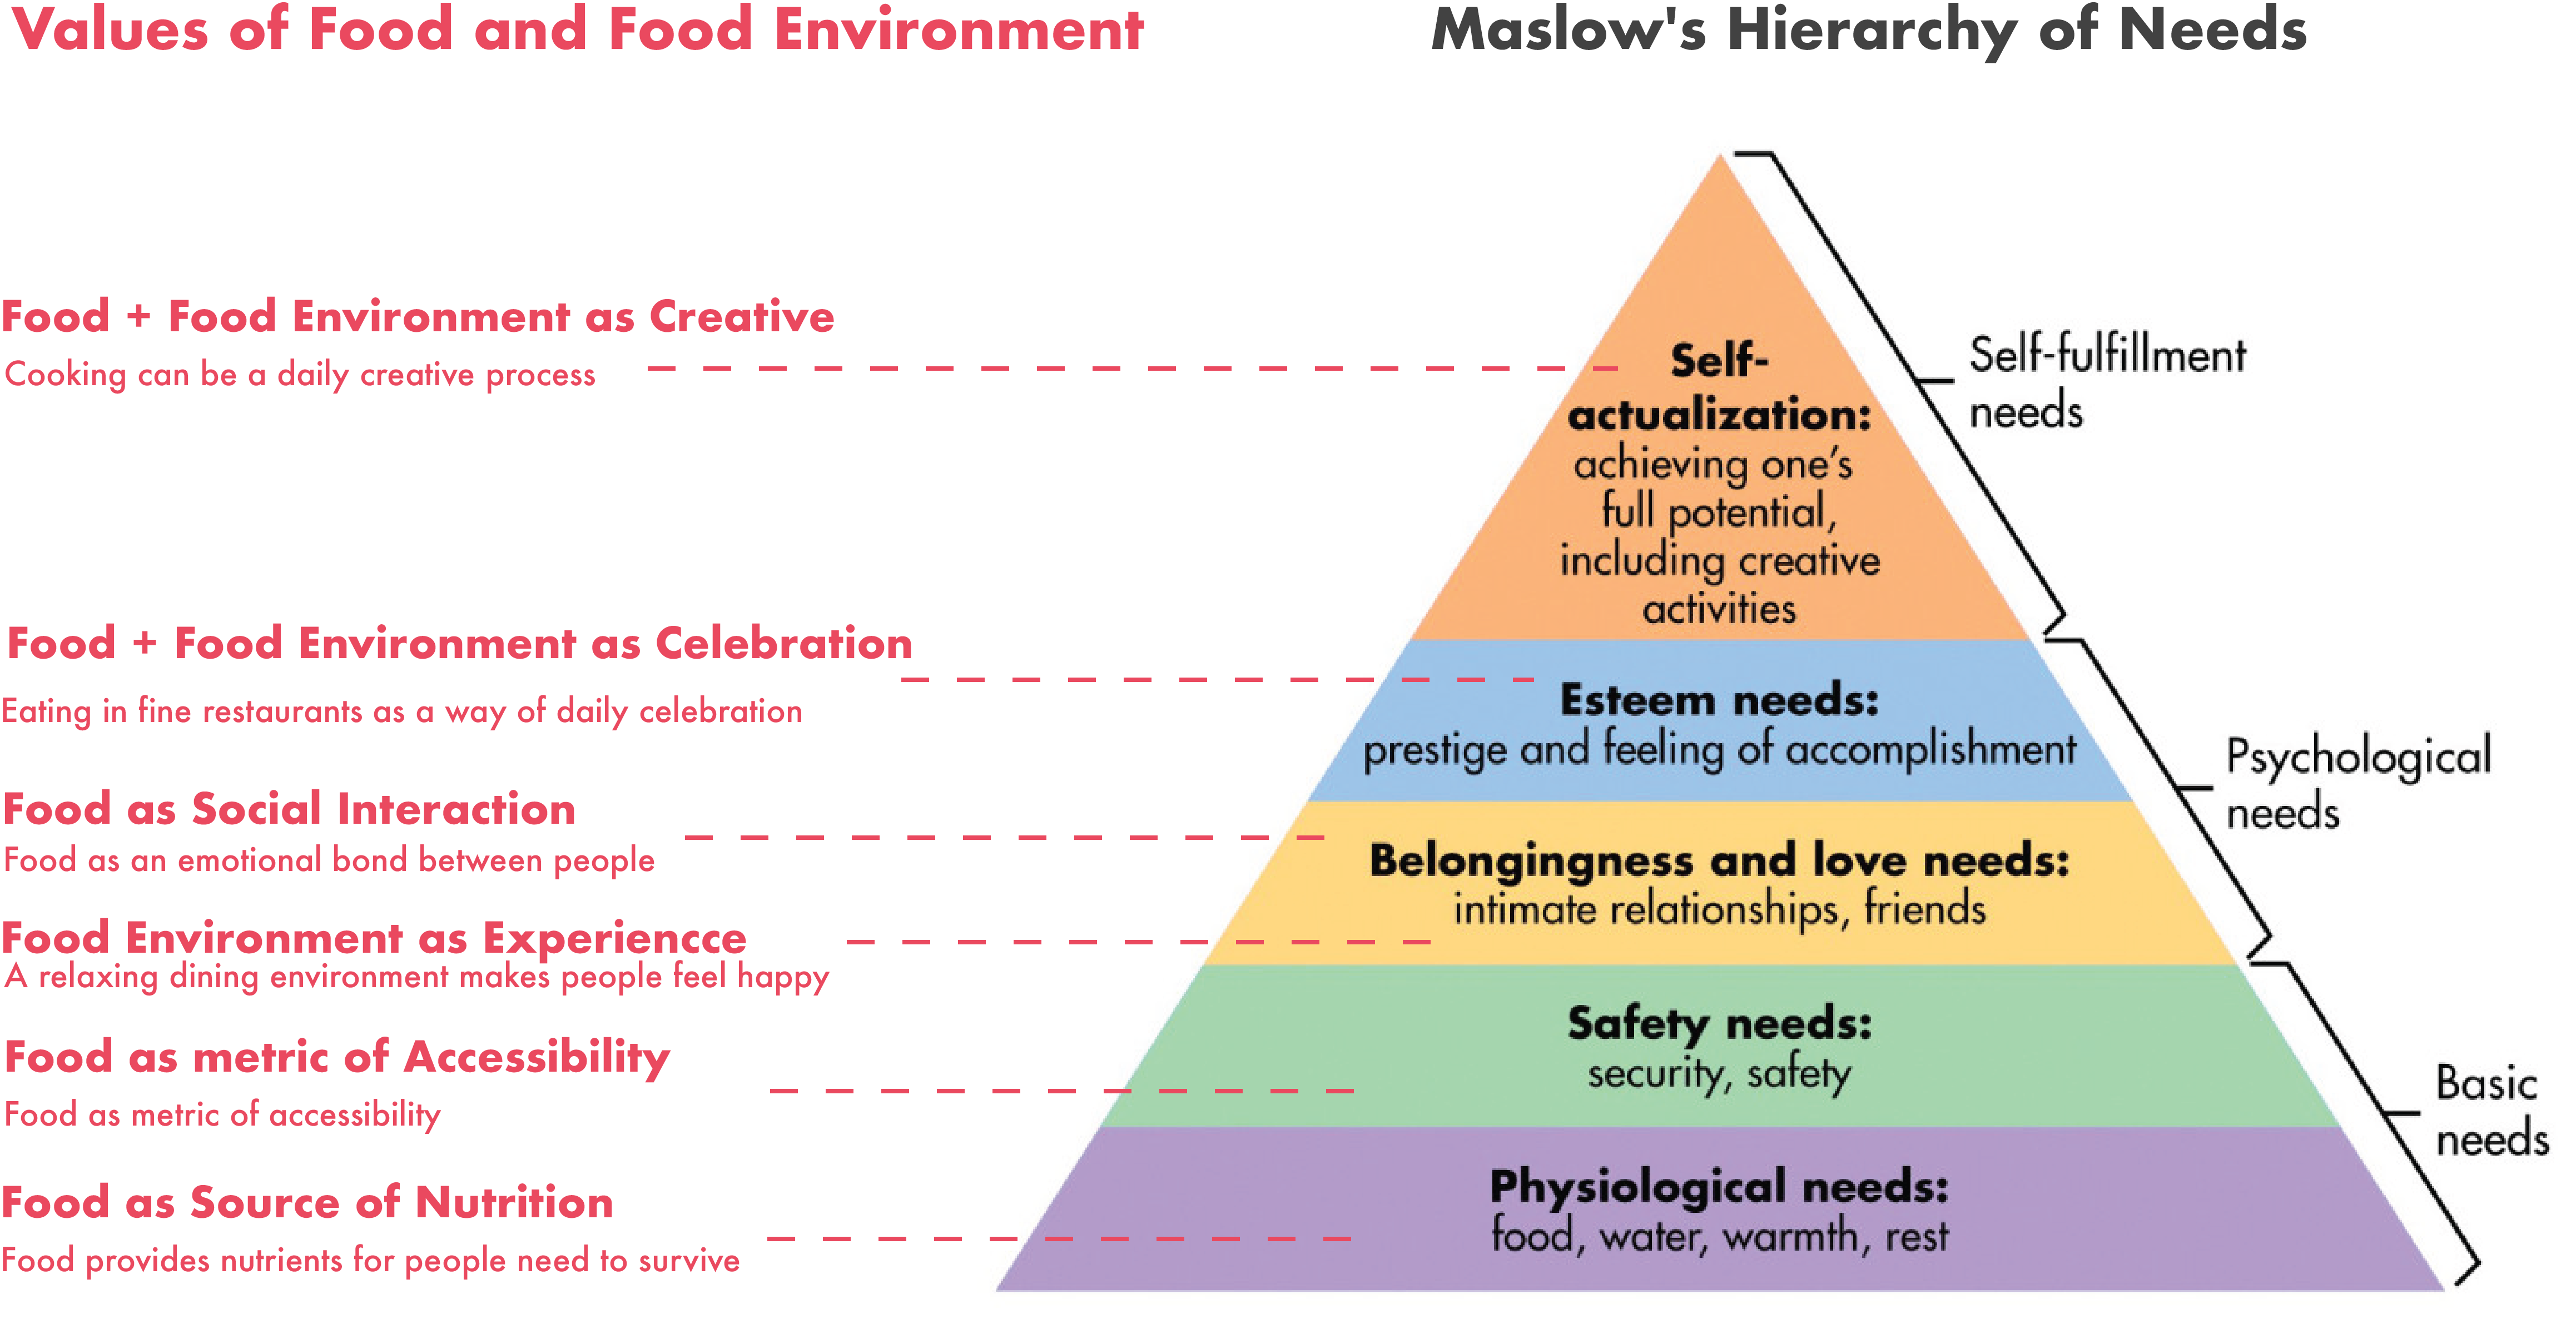 Values of Food and Food Environment
Maslow's Hierarchy of Needs
Food + Food Environment as Creative
Cooking can be a daily creative process
Food + Food Environment as Celebration
Eating in fine restaurants as a way of daily celebration
Food as Social Interaction
Food as an emotional bond between people
Food Environment as Experiencce
A relaxing dining environment makes people feel happy
Food as metric of Accessibility
Food as metric of accessibility
Food as Source of Nutrition
Food provides nutrients for people need to survive
Self-
actualization:
achieving one's
full potential,
including creative
activities
Esteem needs:
prestige and feeling of accomplishment
Belongingness and love needs:
intimate relationships, friends
Safety needs:
security, safety
Physiological needs:
food, water, warmth, rest
Self-fulfillment
needs
Psychological
needs
Basic
needs